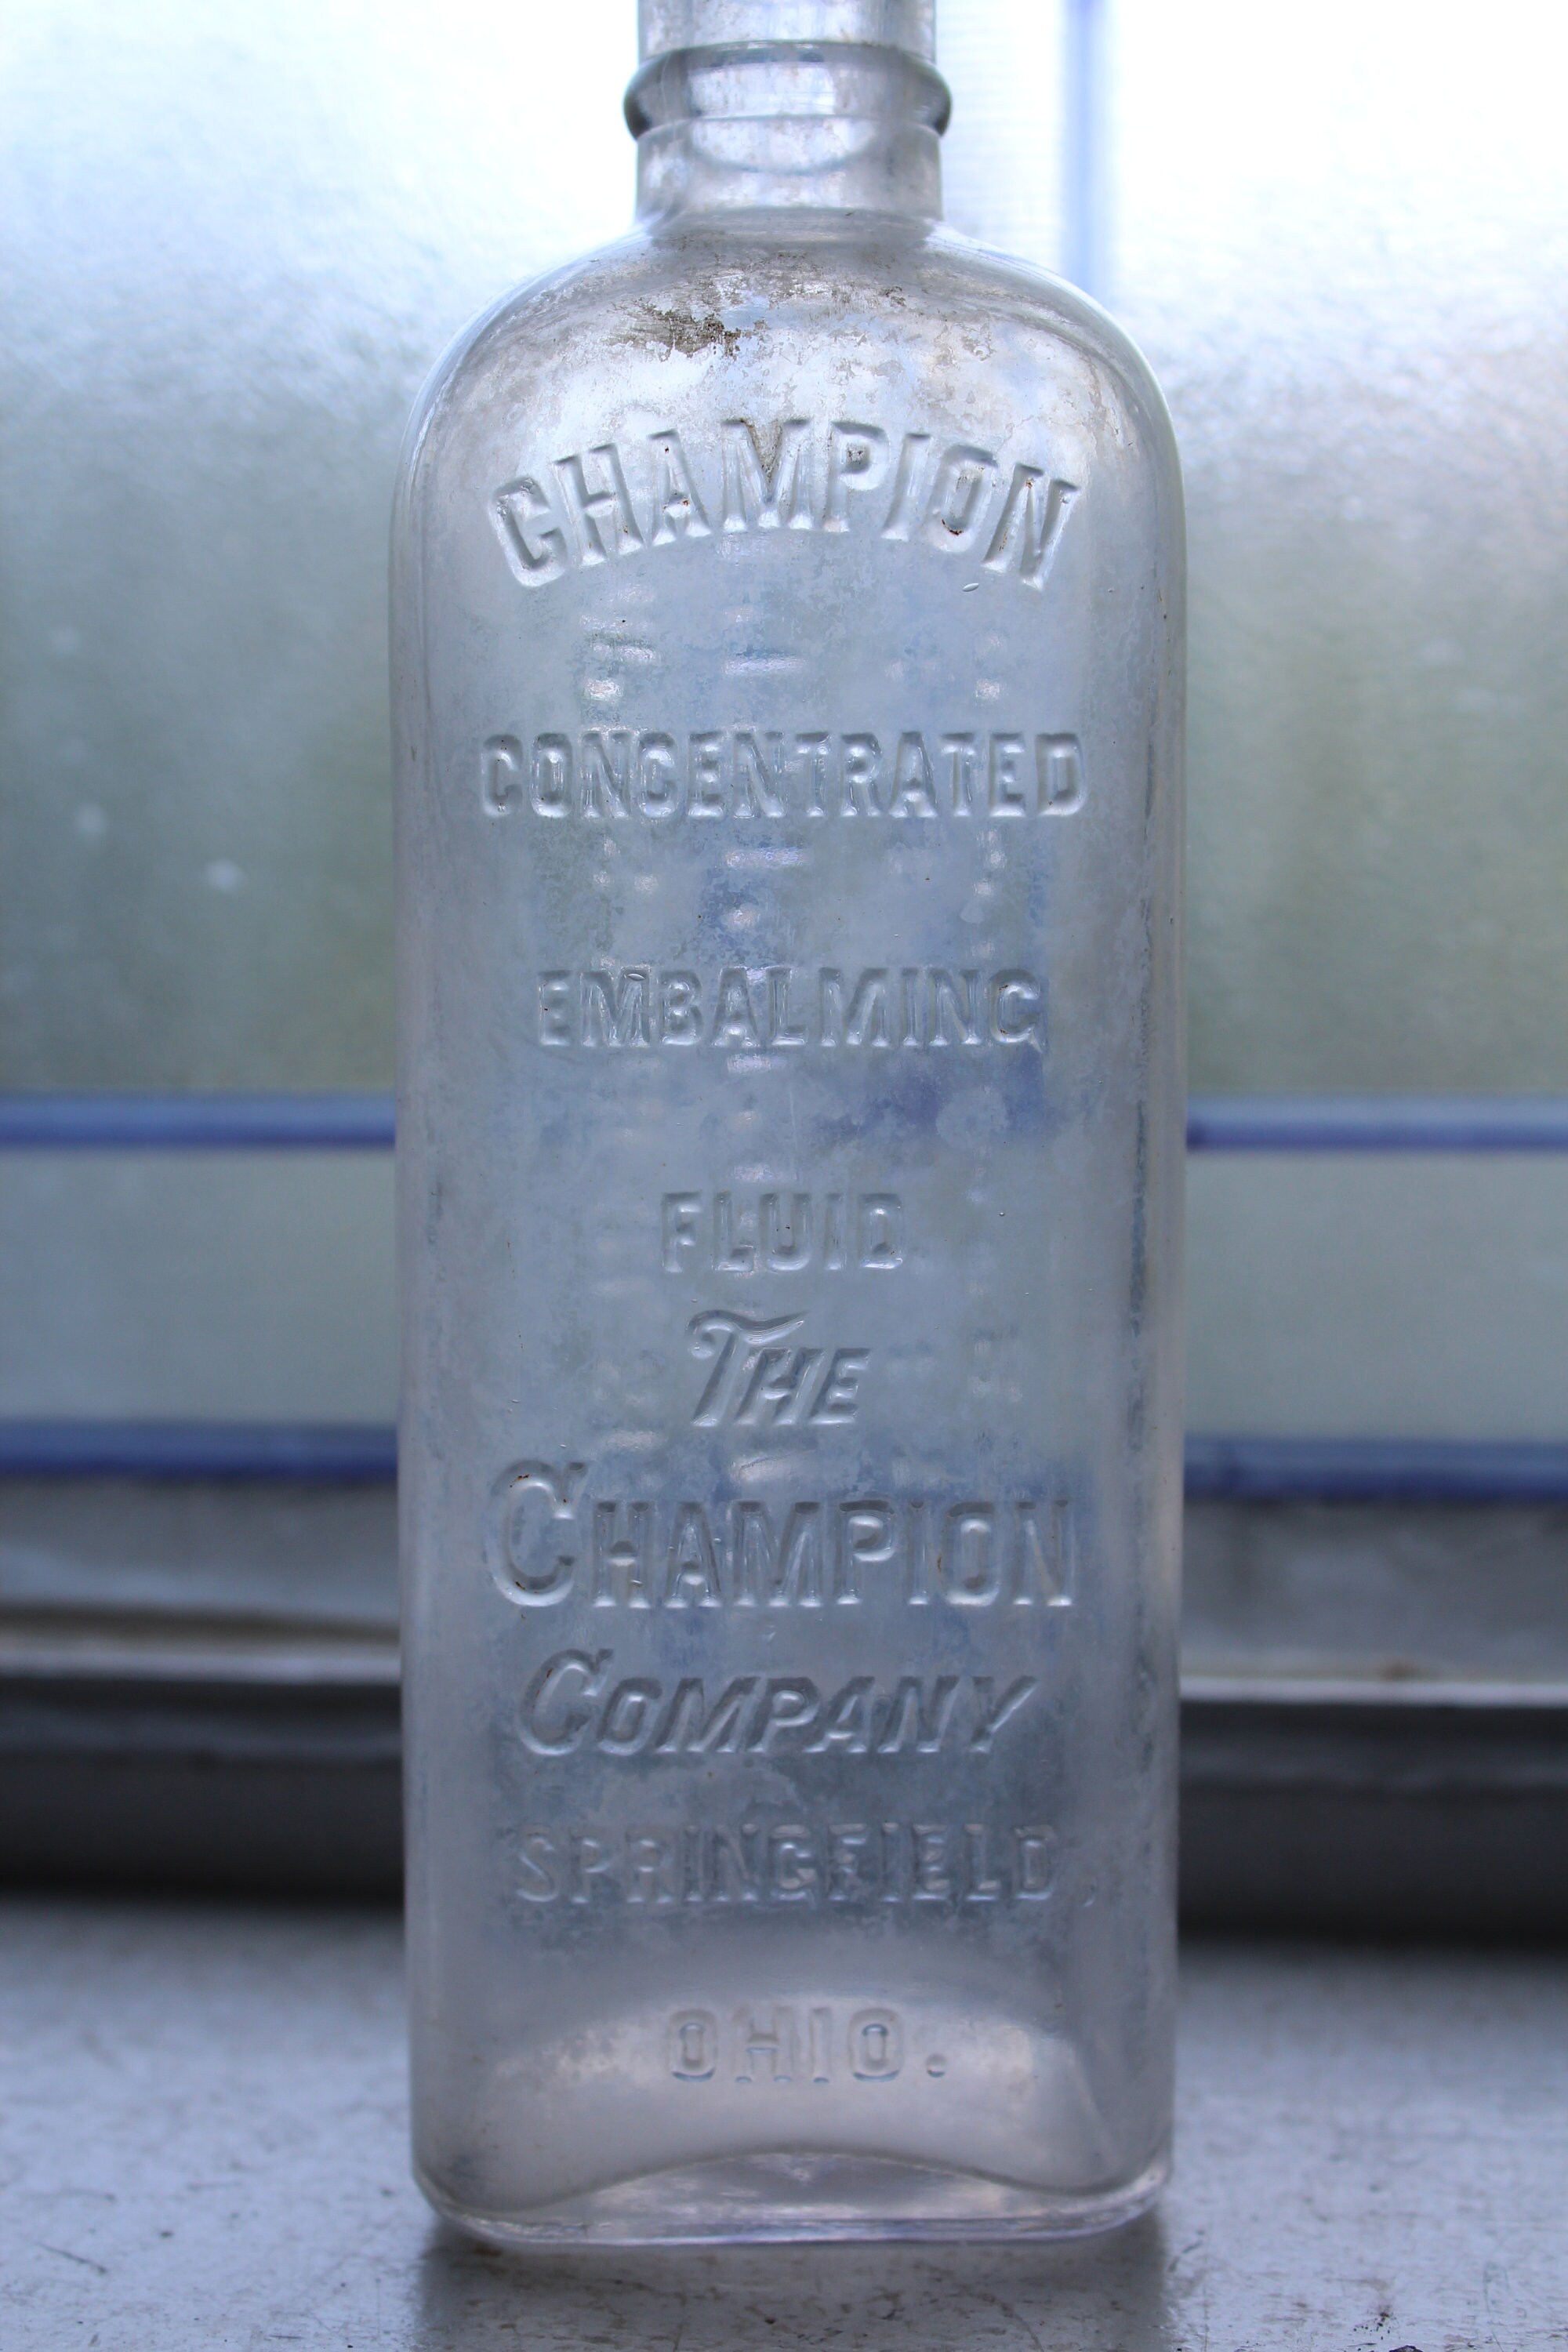 CHAMPION
CONCENTRATED
EMBALMING
FLUID
THE
CHAMPION
COMPANY
SPRINGFIELD,
OHIO.